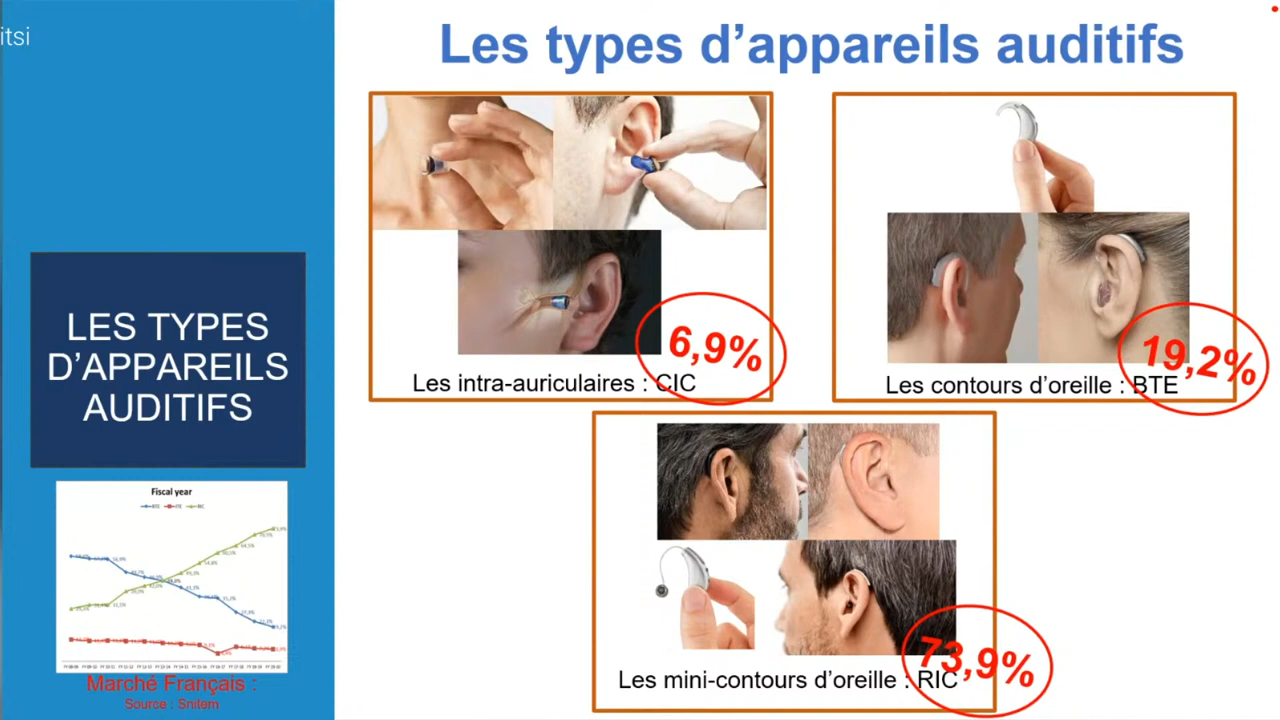 itsi
Les types d’appareils auditifs
LES TYPES
D’APPAREILS
AUDITIFS
6,9%
Les intra-auriculaires : CIC
19,2%
Les contours d’oreille : BTE
73,9%
Les mini-contours d’oreille : RIC
Fiscal year
BTE ITE RIC
Marché Français :
Source : Snitem